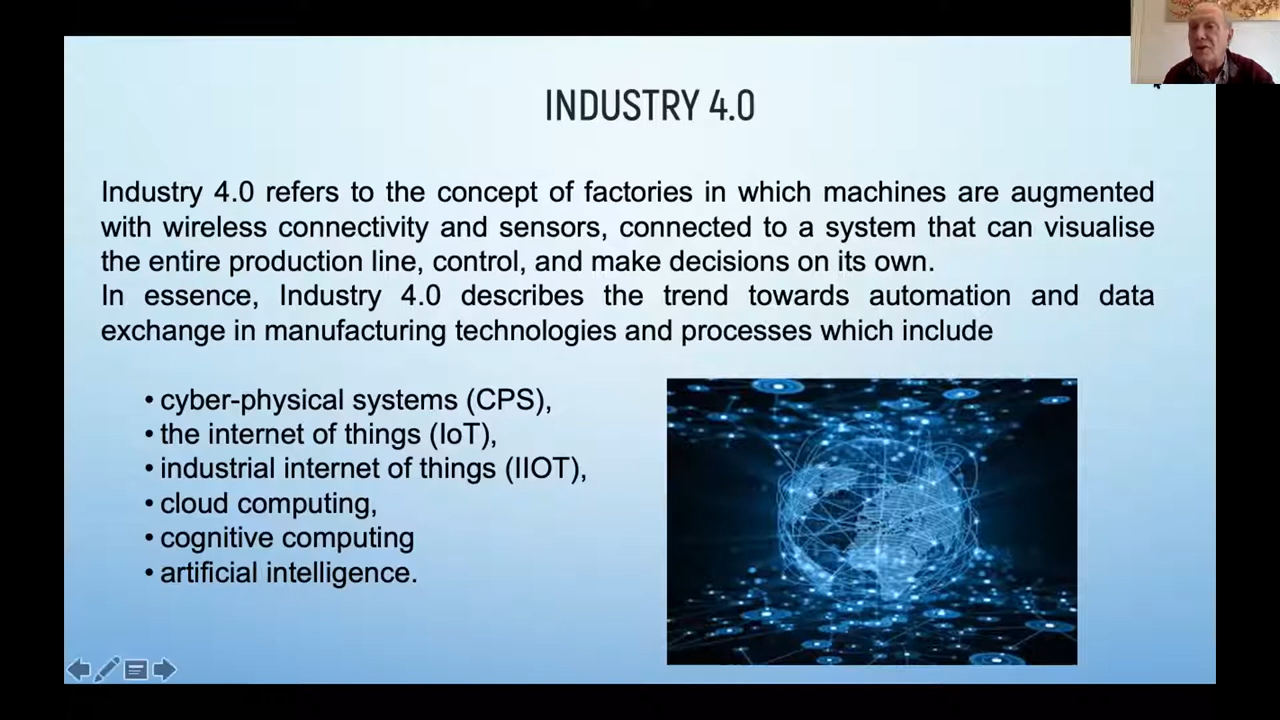 INDUSTRY 4.0
Industry 4.0 refers to the concept of factories in which machines are augmented
with wireless connectivity and sensors, connected to a system that can visualise
the entire production line, control, and make decisions on its own.
In essence, Industry 4.0 describes the trend towards automation and data
exchange in manufacturing technologies and processes which include
• cyber-physical systems (CPS),
• the internet of things (IoT),
• industrial internet of things (IIOT),
• cloud computing,
• cognitive computing
• artificial intelligence.